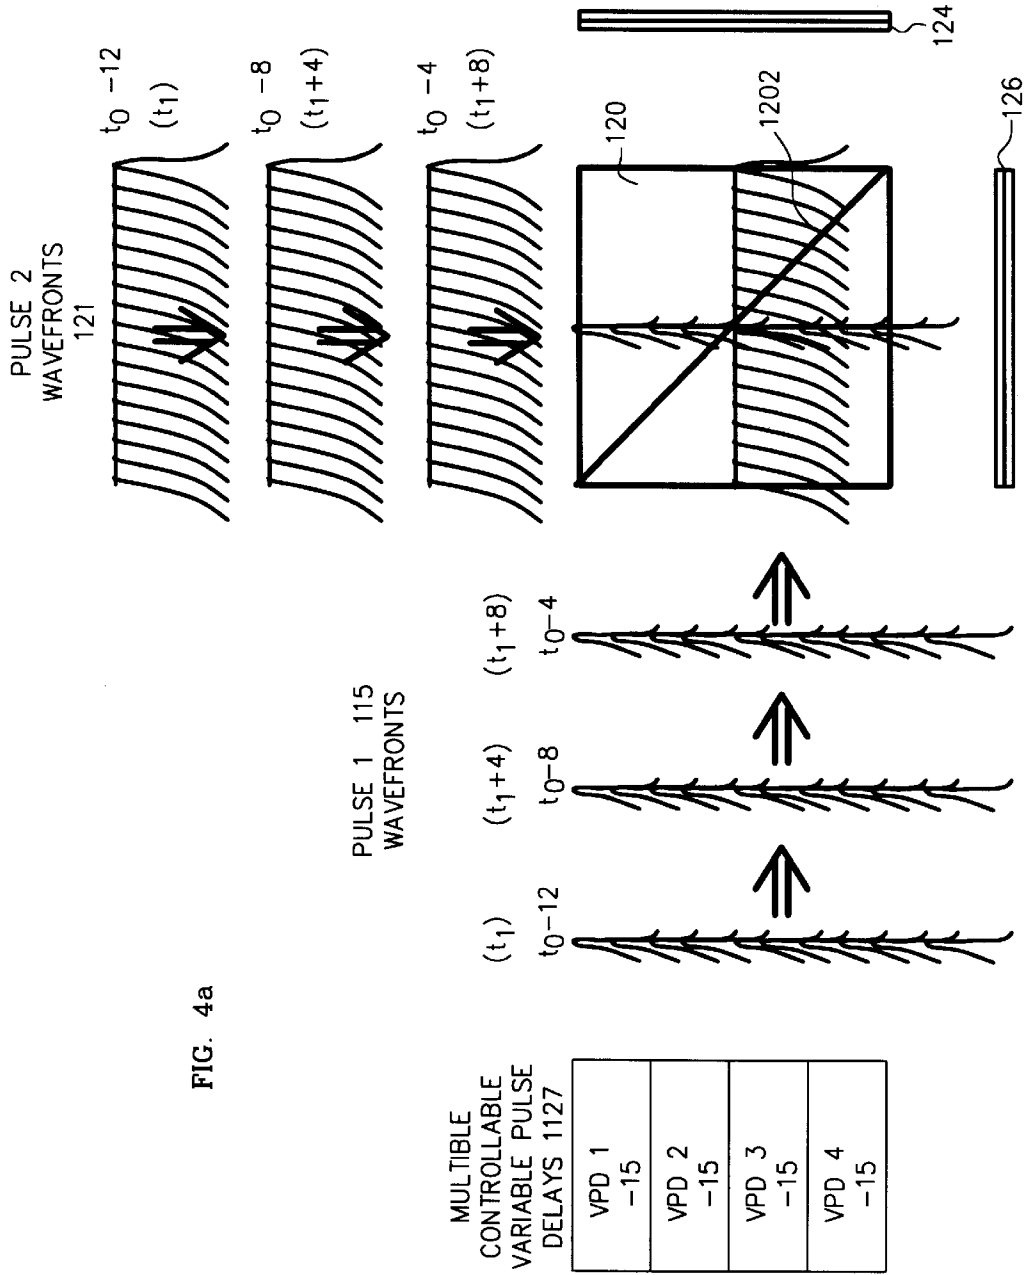 FIG. 4a
PULSE 2
WAVEFRONTS
121
t0 -12
(t1)
t0 -8
(t1+4)
t0 -4
(t1+8)
PULSE 1 115
WAVEFRONTS
(t1)
t0-12
(t1+4)
t0-8
(t1+8)
t0-4
120
1202
124
126
MULTIBLE
CONTROLLABLE
VARIABLE PULSE
DELAYS 1127
VPD 1
-15
VPD 2
-15
VPD 3
-15
VPD 4
-15